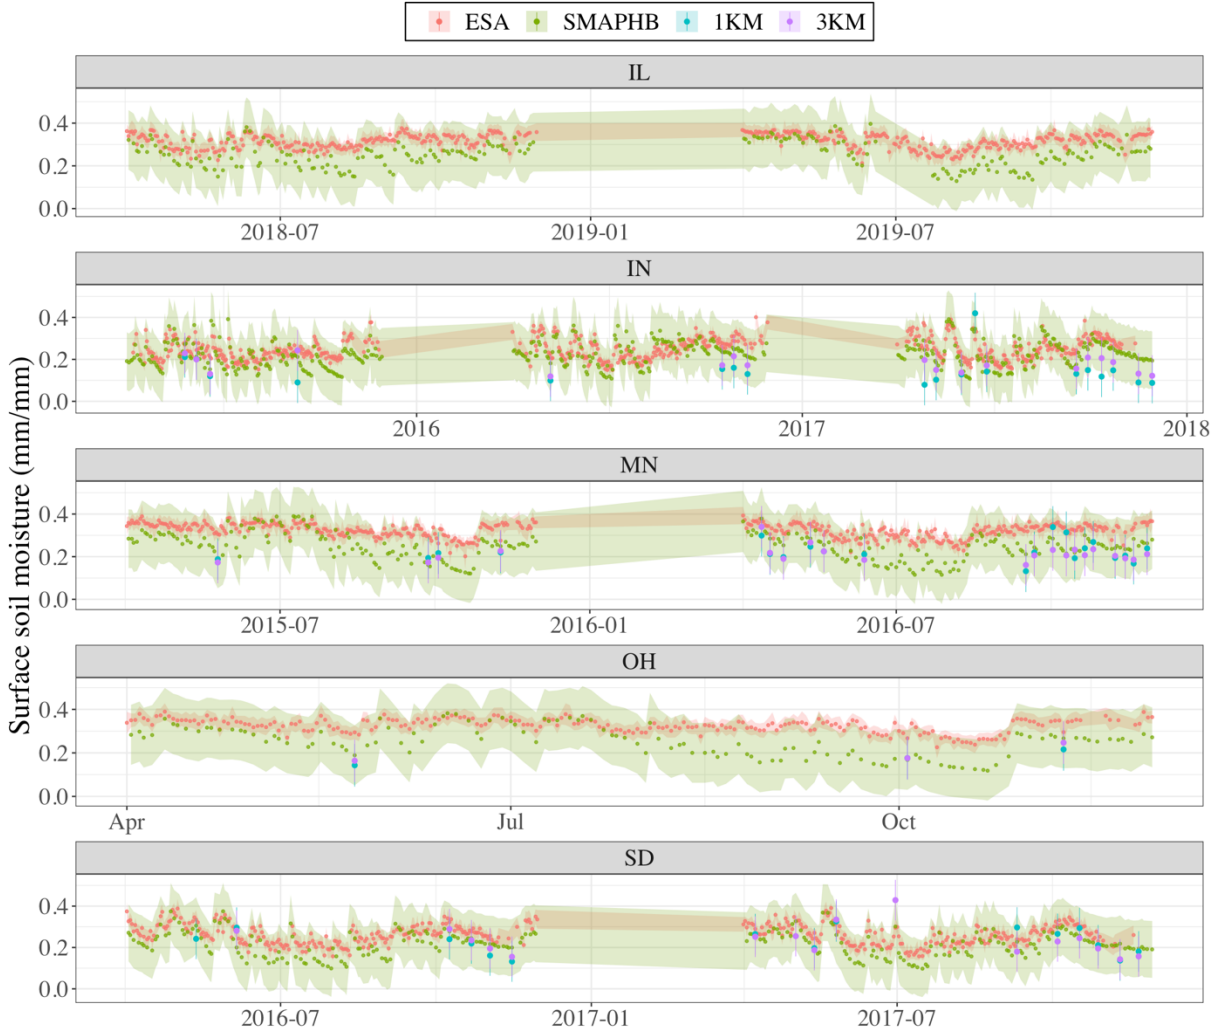 ESA SMAPHB 1KM 3KM
Surface soil moisture (mm/mm)
IL
0.4
0.2
0.0
2018-07 2019-01 2019-07
IN
0.4
0.2
0.0
2016 2017 2018
MN
0.4
0.2
0.0
2015-07 2016-01 2016-07
OH
0.4
0.2
0.0
Apr Jul Oct
SD
0.4
0.2
0.0
2016-07 2017-01 2017-07